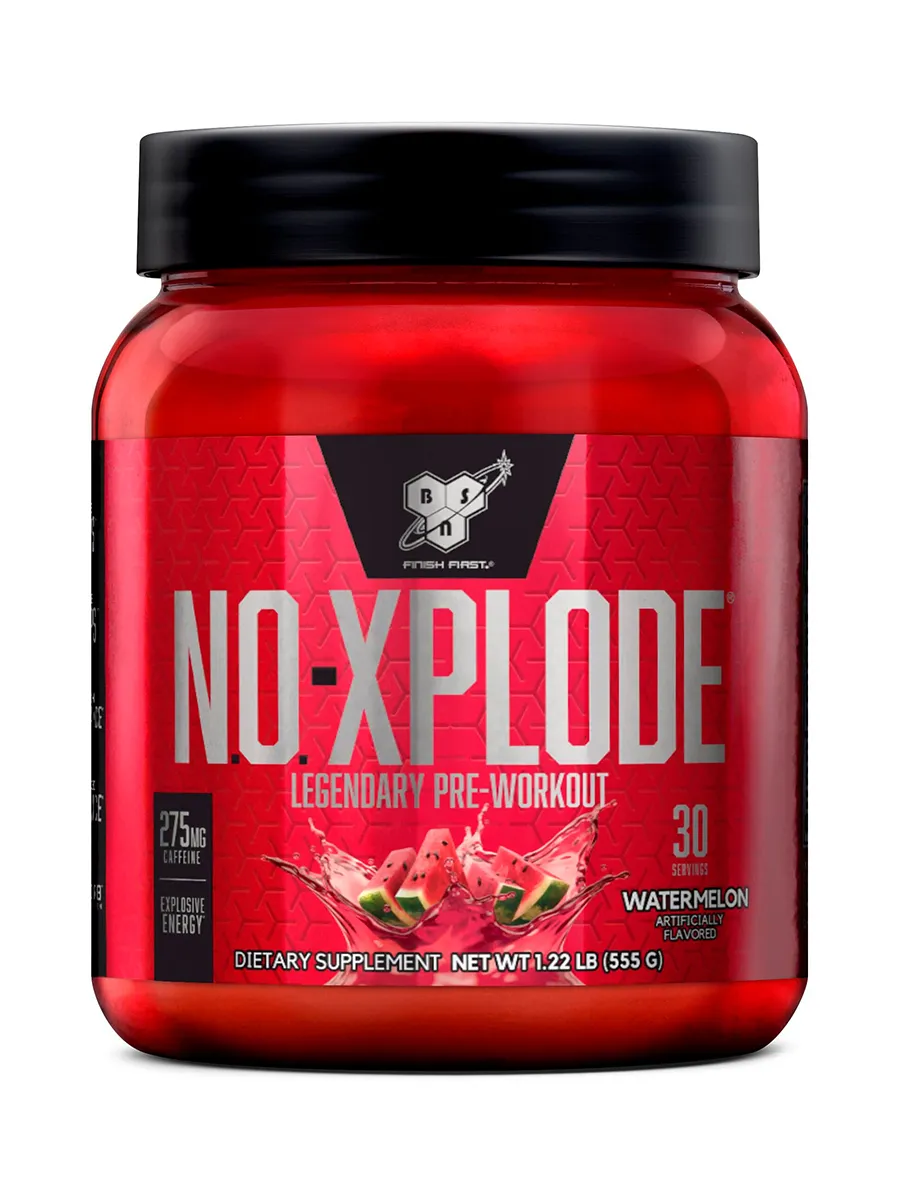 B S
N
FINISH FIRST.®
N.O.-XPLODE®
LEGENDARY PRE-WORKOUT
275MG
CAFFEINE
EXPLOSIVE
ENERGY
30
SERVINGS
WATERMELON
ARTIFICIALLY
FLAVORED
DIETARY SUPPLEMENT NET WT 1.22 LB (555 G)